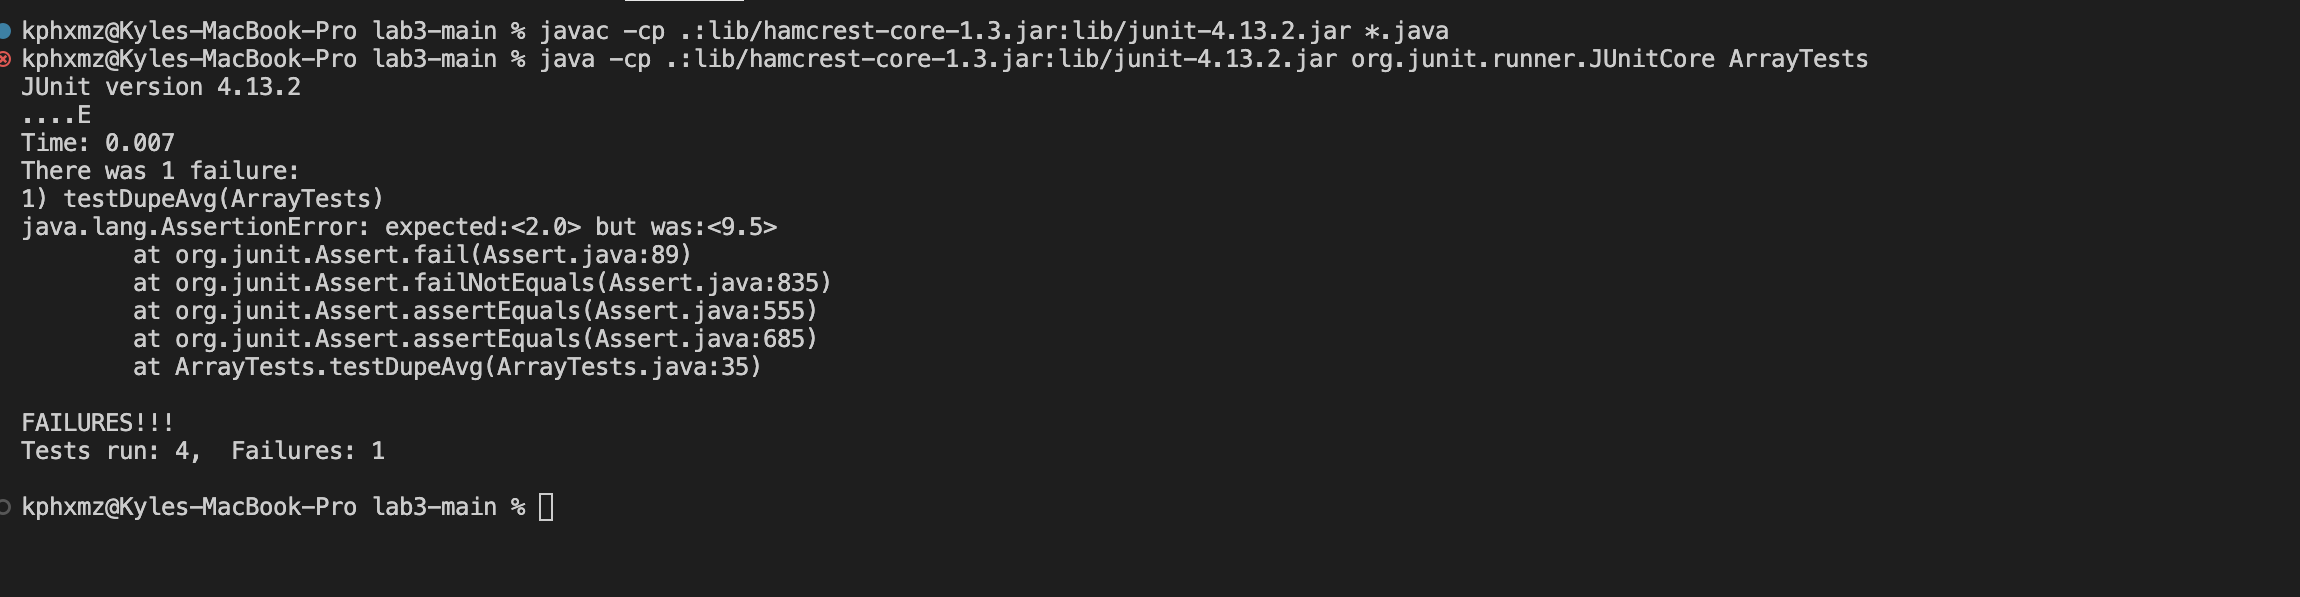 kphxmz@Kyles-MacBook-Pro lab3-main % javac -cp .:lib/hamcrest-core-1.3.jar:lib/junit-4.13.2.jar *.java
kphxmz@Kyles-MacBook-Pro lab3-main % java -cp .:lib/hamcrest-core-1.3.jar:lib/junit-4.13.2.jar org.junit.runner.JUnitCore ArrayTests
JUnit version 4.13.2
....E
Time: 0.007
There was 1 failure:
1) testDupeAvg(ArrayTests)
java.lang.AssertionError: expected:<2.0> but was:<9.5>
        at org.junit.Assert.fail(Assert.java:89)
        at org.junit.Assert.failNotEquals(Assert.java:835)
        at org.junit.Assert.assertEquals(Assert.java:555)
        at org.junit.Assert.assertEquals(Assert.java:685)
        at ArrayTests.testDupeAvg(ArrayTests.java:35)
FAILURES!!!
Tests run: 4,  Failures: 1
kphxmz@Kyles-MacBook-Pro lab3-main %